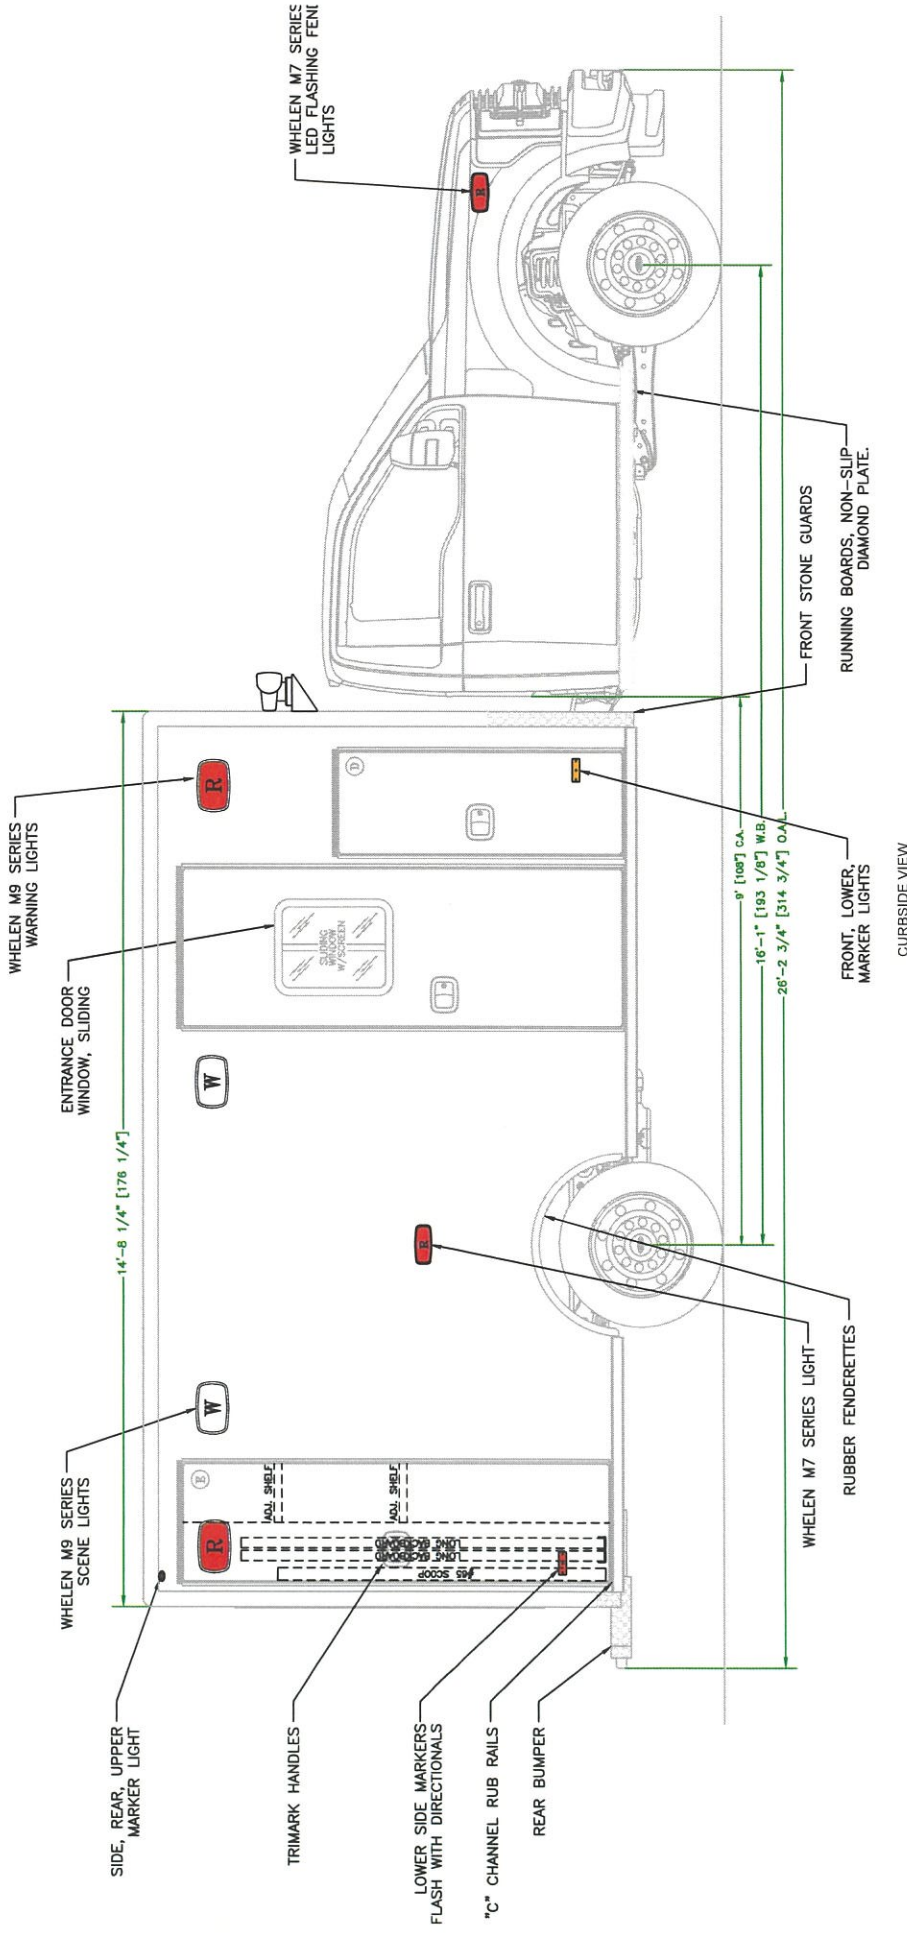 SIDE, REAR, UPPER
MARKER LIGHT
WHELEN M9 SERIES
SCENE LIGHTS
14'-8 1/4" [176 1/4"]
ENTRANCE DOOR
WINDOW, SLIDING
WHELEN M9 SERIES
WARNING LIGHTS
WHELEN M7 SERIES
LED FLASHING FEND
LIGHTS
R
W
W
R
R
R
E
D
ADJ. SHELF
ADJ. SHELF
LONG BACKBOARD
LONG BACKBOARD
#65 SCOOP
SLIDING
WINDOW
W/SCREEN
TRIMARK HANDLES
LOWER SIDE MARKERS
FLASH WITH DIRECTIONALS
"C" CHANNEL RUB RAILS
REAR BUMPER
WHELEN M7 SERIES LIGHT
RUBBER FENDERETTES
9' [108"] C.A.
16'-1" [193 1/8"] W.B.
26'-2 3/4" [314 3/4"] O.A.L.
FRONT, LOWER,
MARKER LIGHTS
FRONT STONE GUARDS
RUNNING BOARDS, NON-SLIP
DIAMOND PLATE.
CURBSIDE VIEW